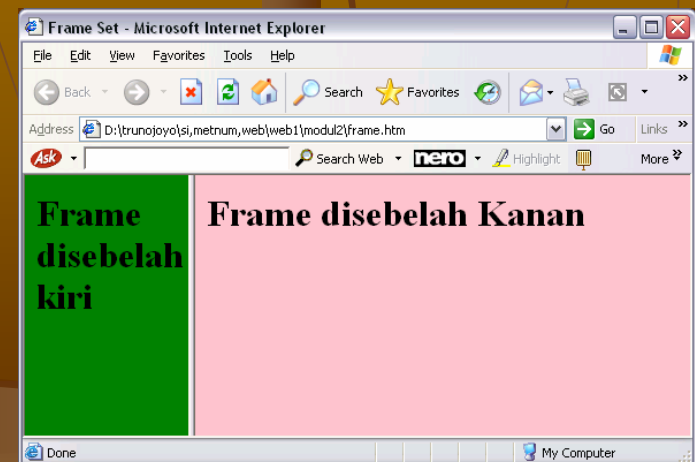 Frame Set - Microsoft Internet Explorer
File Edit View Favorites Tools Help
Back Search Favorites »
Address D:\trunojoyo\si,metnum,web\web1\modul2\frame.htm Go Links »
Ask Search Web nero Highlight More »
Frame
disebelah
kiri
Frame disebelah Kanan
Done My Computer